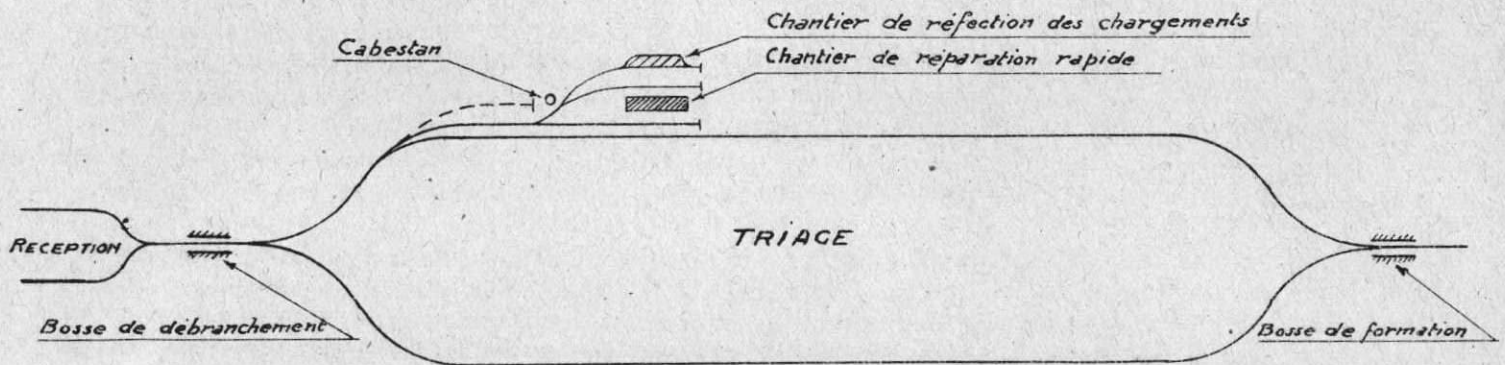 Chantier de réfection des chargements
Cabestan
Chantier de réparation rapide
TRIAGE
RECEPTION
Bosse de débranchement
Bosse de formation